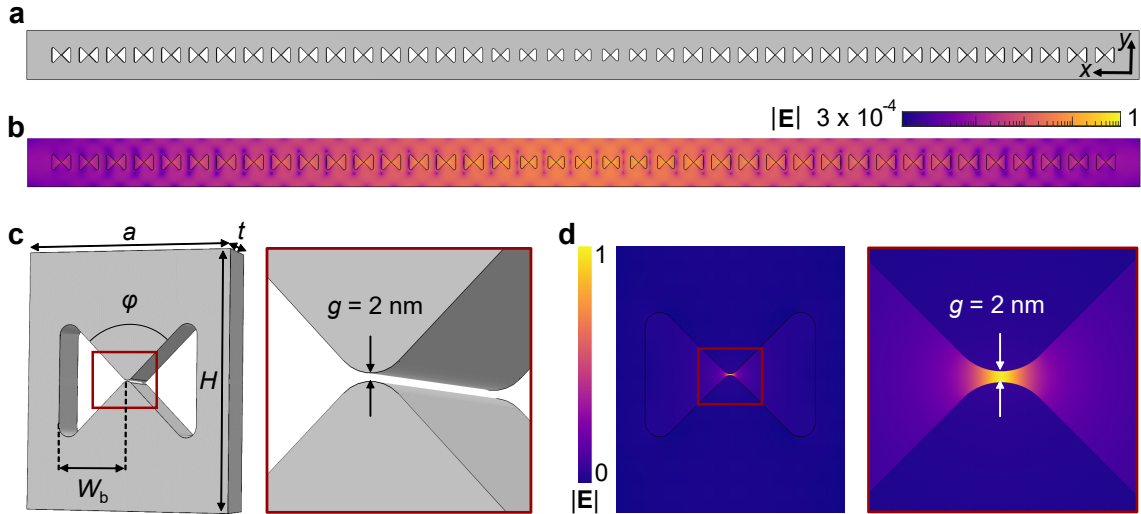 a
y
x
b
|E| 3 x 10⁻⁴ 1
c
a
t
φ
H
W_b
g = 2 nm
d
1
0
|E|
g = 2 nm